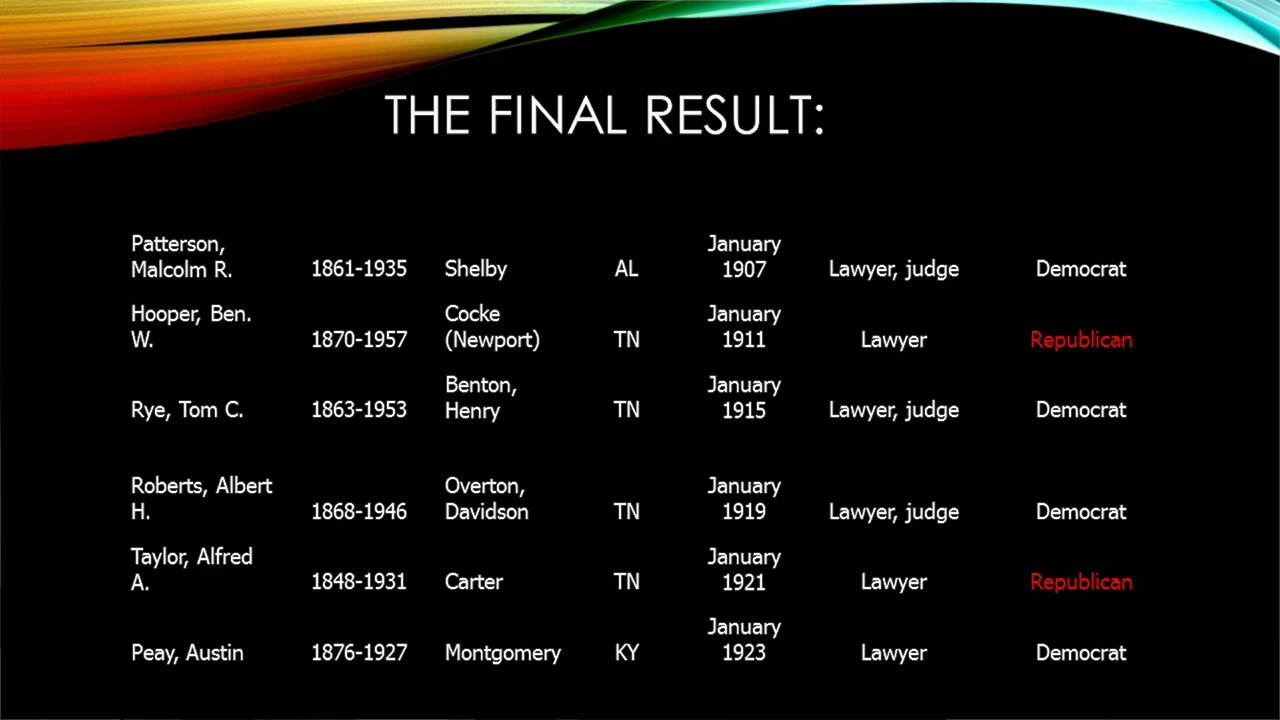 THE FINAL RESULT:
Patterson, Malcolm R. 1861-1935 Shelby AL January 1907 Lawyer, judge Democrat
Hooper, Ben. W. 1870-1957 Cocke (Newport) TN January 1911 Lawyer Republican
Rye, Tom C. 1863-1953 Benton, Henry TN January 1915 Lawyer, judge Democrat
Roberts, Albert H. 1868-1946 Overton, Davidson TN January 1919 Lawyer, judge Democrat
Taylor, Alfred A. 1848-1931 Carter TN January 1921 Lawyer Republican
Peay, Austin 1876-1927 Montgomery KY January 1923 Lawyer Democrat